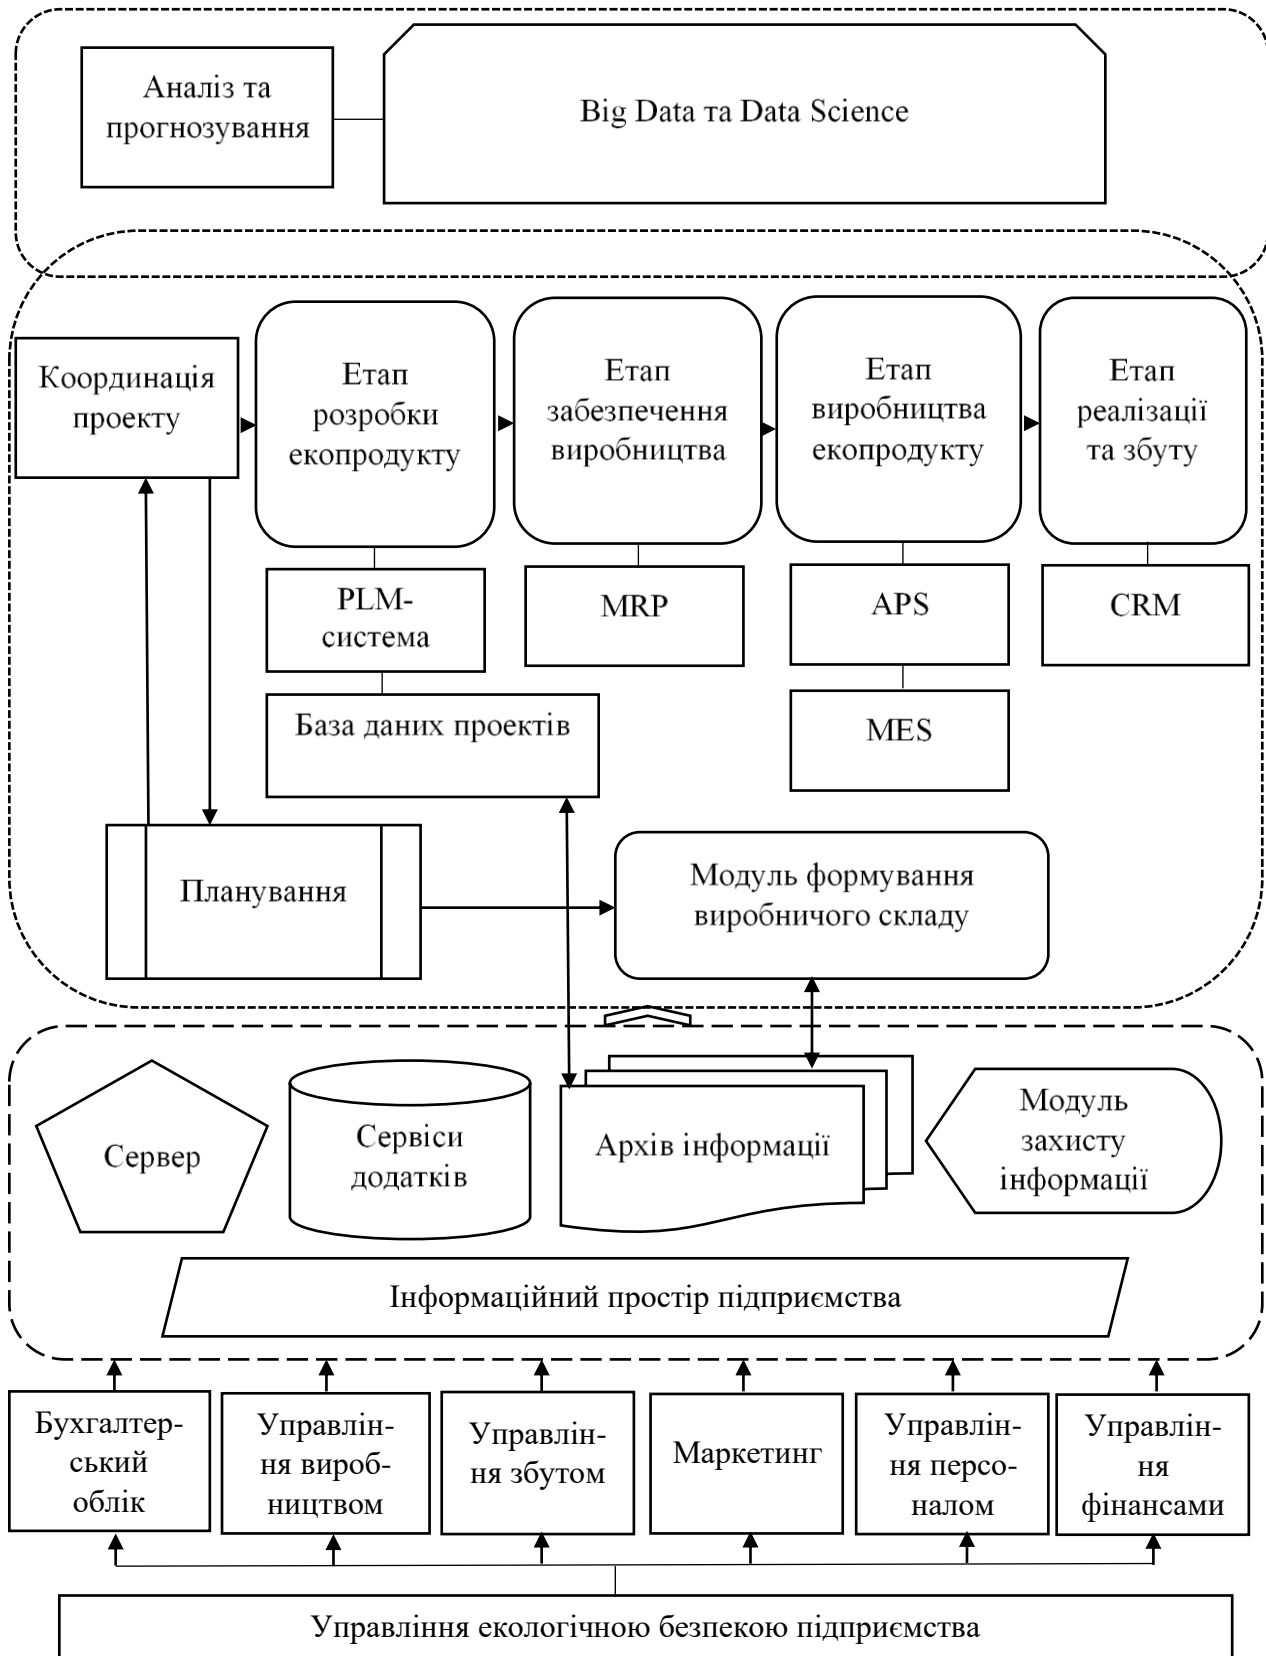 Аналіз та
прогнозування
Big Data та Data Science
Координація
проекту
Етап
розробки
екопродукту
Етап
забезпечення
виробництва
Етап
виробництва
екопродукту
Етап
реалізації
та збуту
PLM-
система
MRP
APS
CRM
База даних проектів
MES
Планування
Модуль формування
виробничого складу
Сервер
Сервіси
додатків
Архів інформації
Модуль
захисту
інформації
Інформаційний простір підприємства
Бухгалтер-
ський
облік
Управлін-
ня вироб-
ництвом
Управлін-
ня збутом
Маркетинг
Управлін-
ня персо-
налом
Управлін-
ня
фінансами
Управління екологічною безпекою підприємства